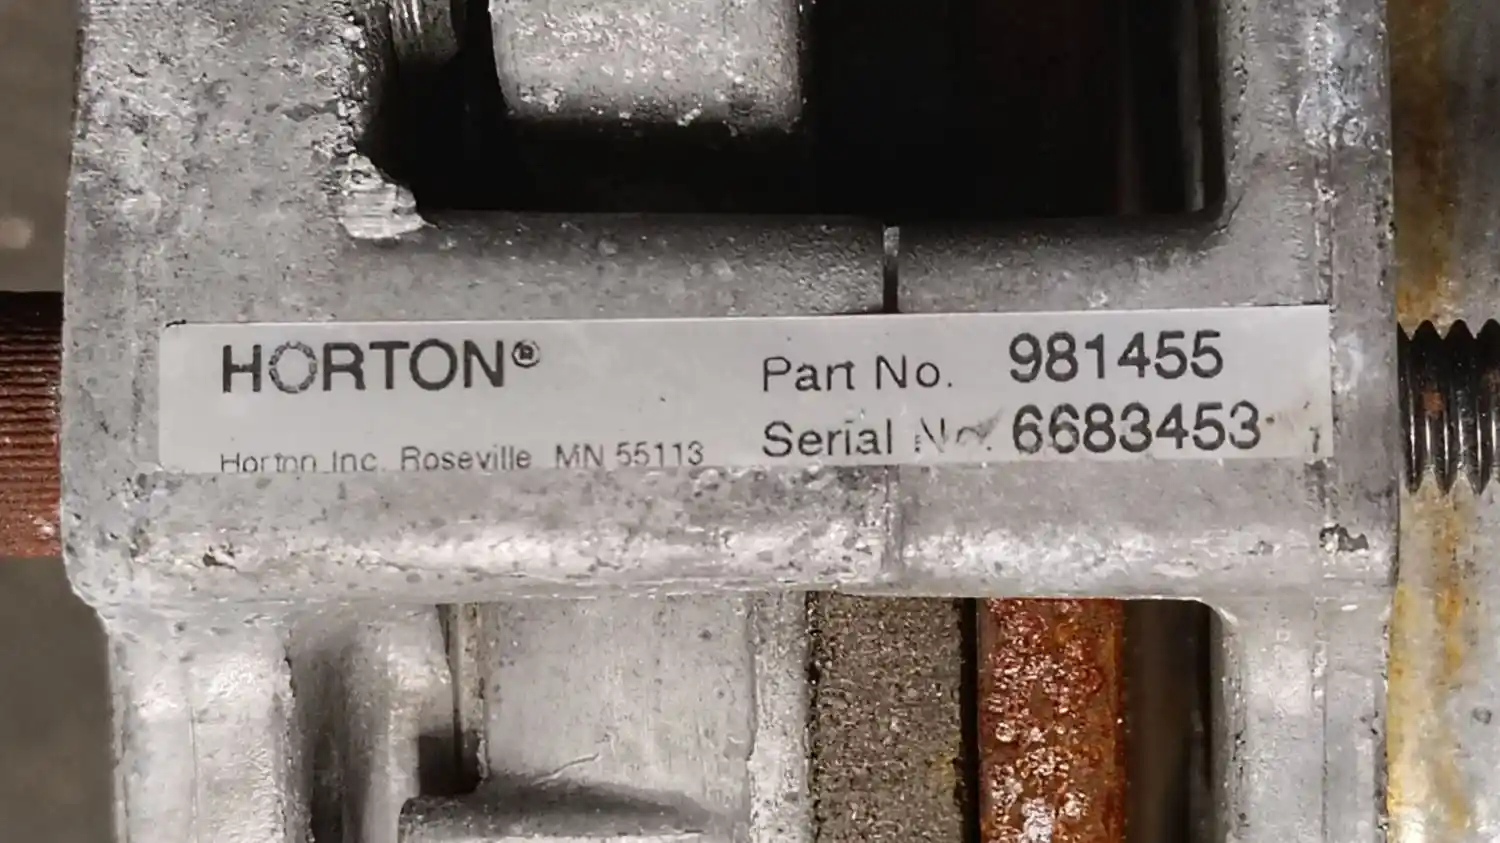 HORTON®
Part No. 981455
Serial No. 6683453
Horton Inc. Roseville MN 55113